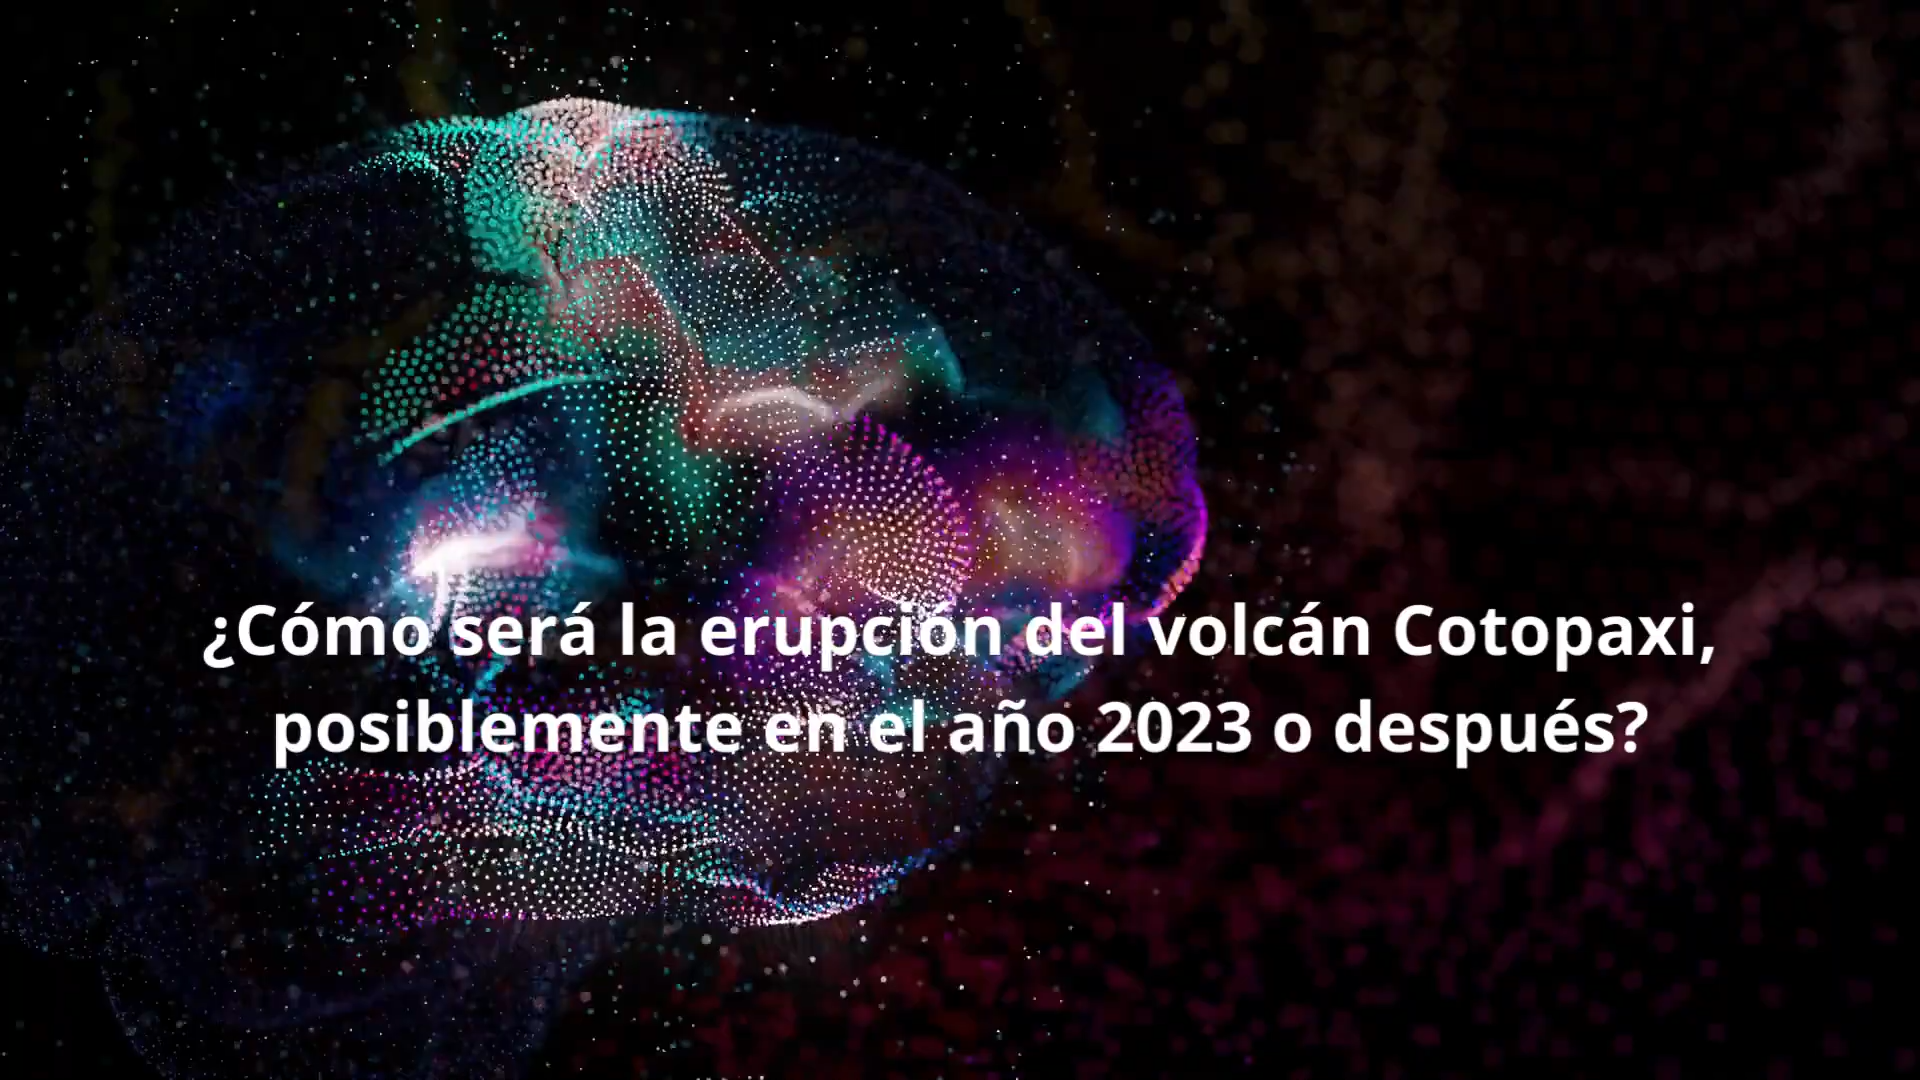 ¿Cómo será la erupción del volcán Cotopaxi,
posiblemente en el año 2023 o después?